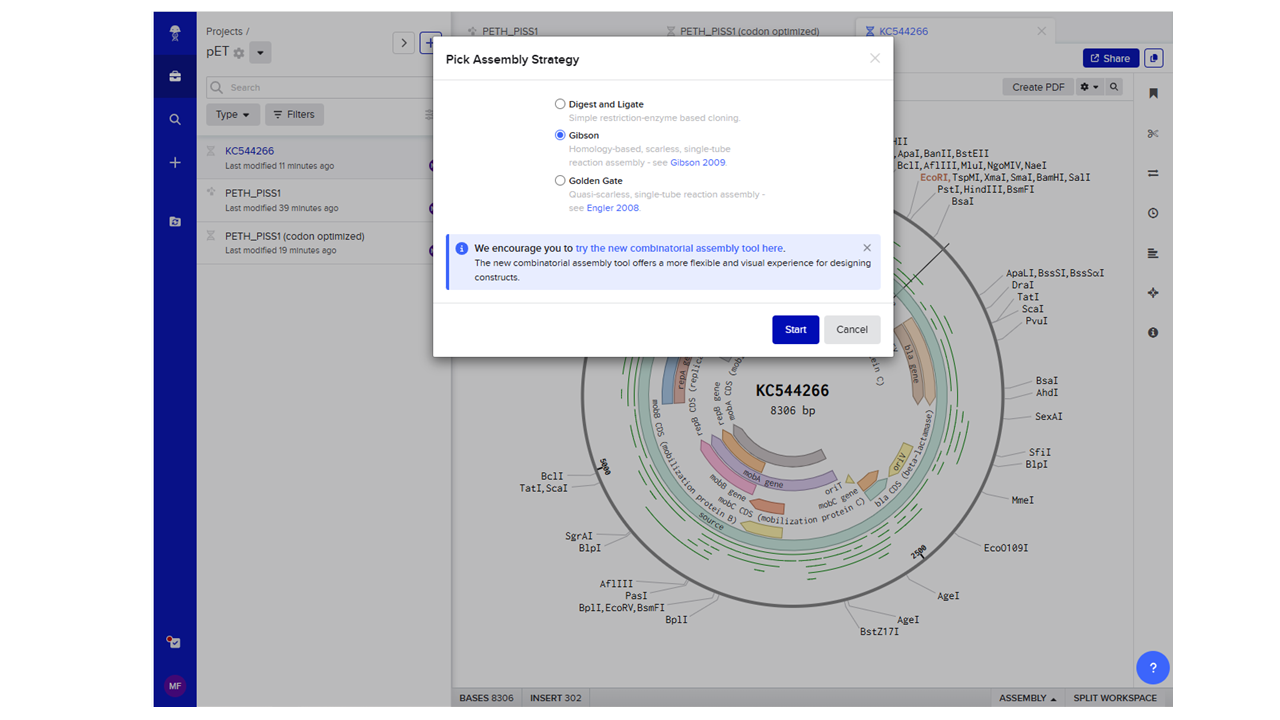 Projects /
pET
Search
Type
Filters
KC544266
Last modified 11 minutes ago
PETH_PISS1
Last modified 39 minutes ago
PETH_PISS1 (codon optimized)
Last modified 19 minutes ago
MF
PETH_PISS1
PETH_PISS1 (codon optimized)
KC544266
Share
Create PDF
Pick Assembly Strategy
Digest and Ligate
Simple restriction-enzyme based cloning.
Gibson
Homology-based, scarless, single-tube
reaction assembly - see Gibson 2009.
Golden Gate
Quasi-scarless, single-tube reaction assembly -
see Engler 2008.
We encourage you to try the new combinatorial assembly tool here.
The new combinatorial assembly tool offers a more flexible and visual experience for designing
constructs.
Start
Cancel
ApaI,BanII,BstEII
BclI,AflIII,MluI,NgoMIV,NaeI
EcoRI,TspMI,XmaI,SmaI,BamHI,SalI
PstI,HindIII,BsmFI
BsaI
ApaLI,BssSI,BssSαI
DraI
TatI
ScaI
PvuI
BsaI
AhdI
SexAI
SfiI
BlpI
MmeI
EcoO109I
AgeI
AgeI
BstZ17I
BclI
TatI,ScaI
SgrAI
BlpI
AflIII
PasI
BplI,EcoRV,BsmFI
BplI
KC544266
8306 bp
5000
2500
repA
repB CDS
repB gene
mobA CDS
mobB CDS (mobilization protein B)
mobA gene
mobB gene
mobC CDS (mobilization protein C)
mobC gene
oriT
oriV
bla gene
bla CDS (beta-lactamase)
source
BASES 8306
INSERT 302
ASSEMBLY
SPLIT WORKSPACE
?